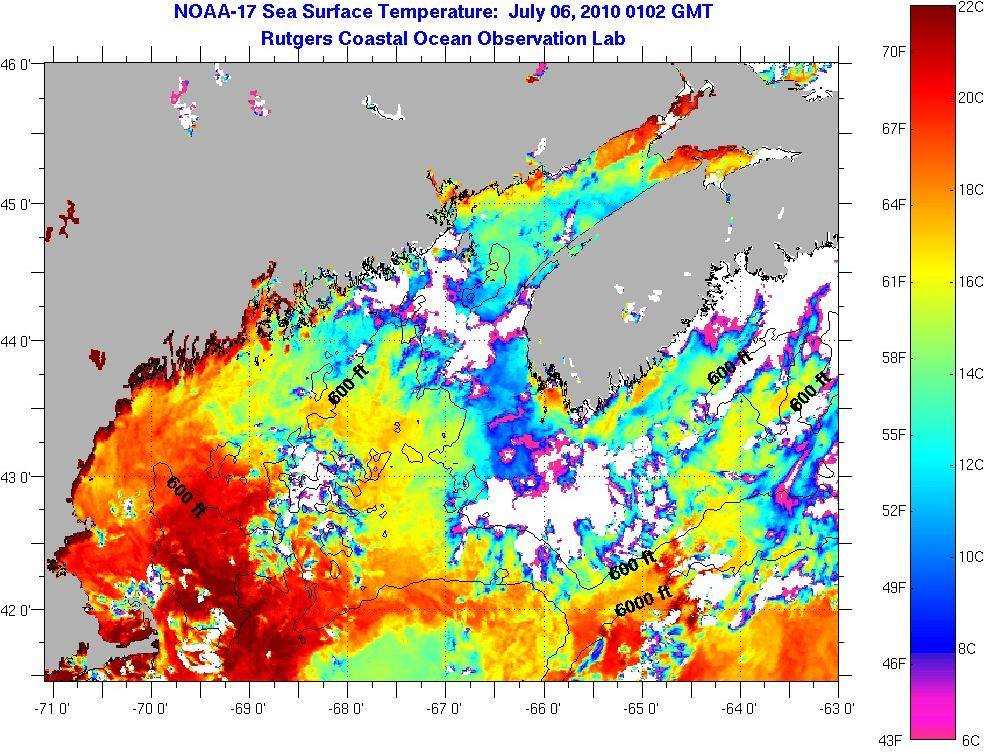 NOAA-17 Sea Surface Temperature: July 06, 2010 0102 GMT
Rutgers Coastal Ocean Observation Lab
46 0'
45 0'
44 0'
43 0'
42 0'
-71 0'
-70 0'
-69 0'
-68 0'
-67 0'
-66 0'
-65 0'
-64 0'
-63 0'
600 ft
600 ft
600 ft
600 ft
600 ft
6000 ft
70F
67F
64F
61F
58F
55F
52F
49F
46F
43F
22C
20C
18C
16C
14C
12C
10C
8C
6C